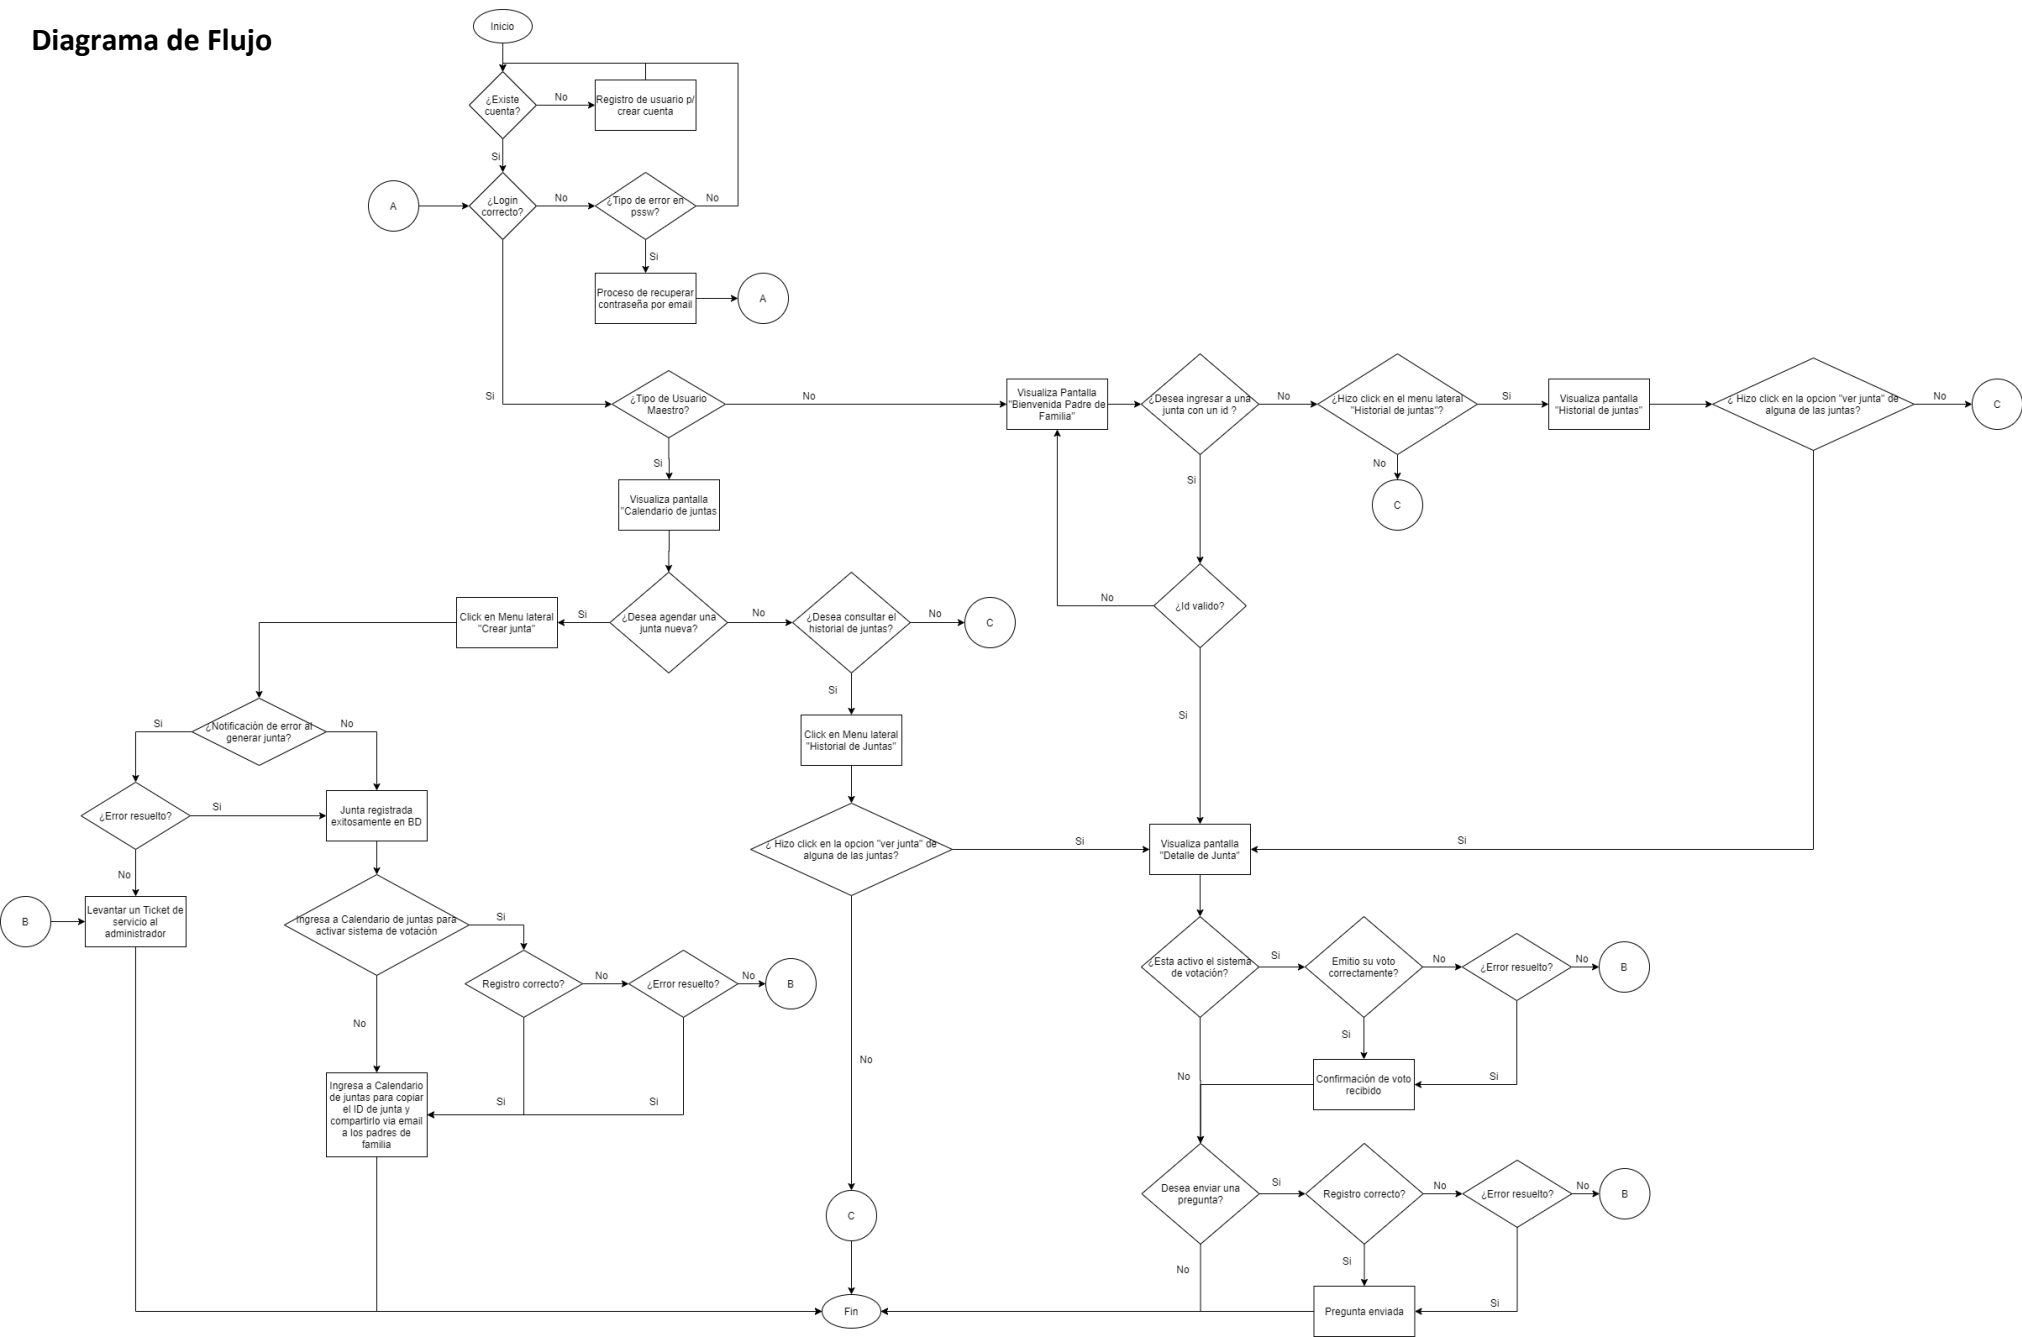 Diagrama de Flujo
Inicio
¿Existe
cuenta?
No
Registro de usuario p/
crear cuenta
Si
A
¿Login
correcto?
No
¿Tipo de error en
pssw?
No
Si
Proceso de recuperar
contraseña por email
A
Si
¿Tipo de Usuario
Maestro?
No
Visualiza Pantalla
"Bienvenida Padre de
Familia"
¿Desea ingresar a una
junta con un id ?
No
¿Hizo click en el menu lateral
"Historial de juntas"?
Si
Visualiza pantalla
"Historial de juntas"
¿ Hizo click en la opcion "ver junta" de
alguna de las juntas?
No
C
Si
No
Si
C
Visualiza pantalla
"Calendario de juntas
No
¿Id valido?
Click en Menu lateral
"Crear junta"
Si
¿Desea agendar una
junta nueva?
No
¿Desea consultar el
historial de juntas?
No
C
Si
Si
Click en Menu lateral
"Historial de Juntas"
Si
¿Notificación de error al
generar junta?
No
¿Error resuelto?
Si
Junta registrada
exitosamente en BD
¿ Hizo click en la opcion "ver junta" de
alguna de las juntas?
Si
Visualiza pantalla
"Detalle de Junta"
Si
No
B
Levantar un Ticket de
servicio al
administrador
Ingresa a Calendario de juntas para
activar sistema de votación
Si
Registro correcto?
No
¿Error resuelto?
No
B
¿Esta activo el sistema
de votación?
Si
Emitio su voto
correctamente?
No
¿Error resuelto?
No
B
No
Si
No
No
Si
Confirmación de voto
recibido
Ingresa a Calendario
de juntas para copiar
el ID de junta y
compartirlo via email
a los padres de
familia
Si
Si
Desea enviar una
pregunta?
Si
Registro correcto?
No
¿Error resuelto?
No
B
C
No
Si
Si
Fin
Pregunta enviada